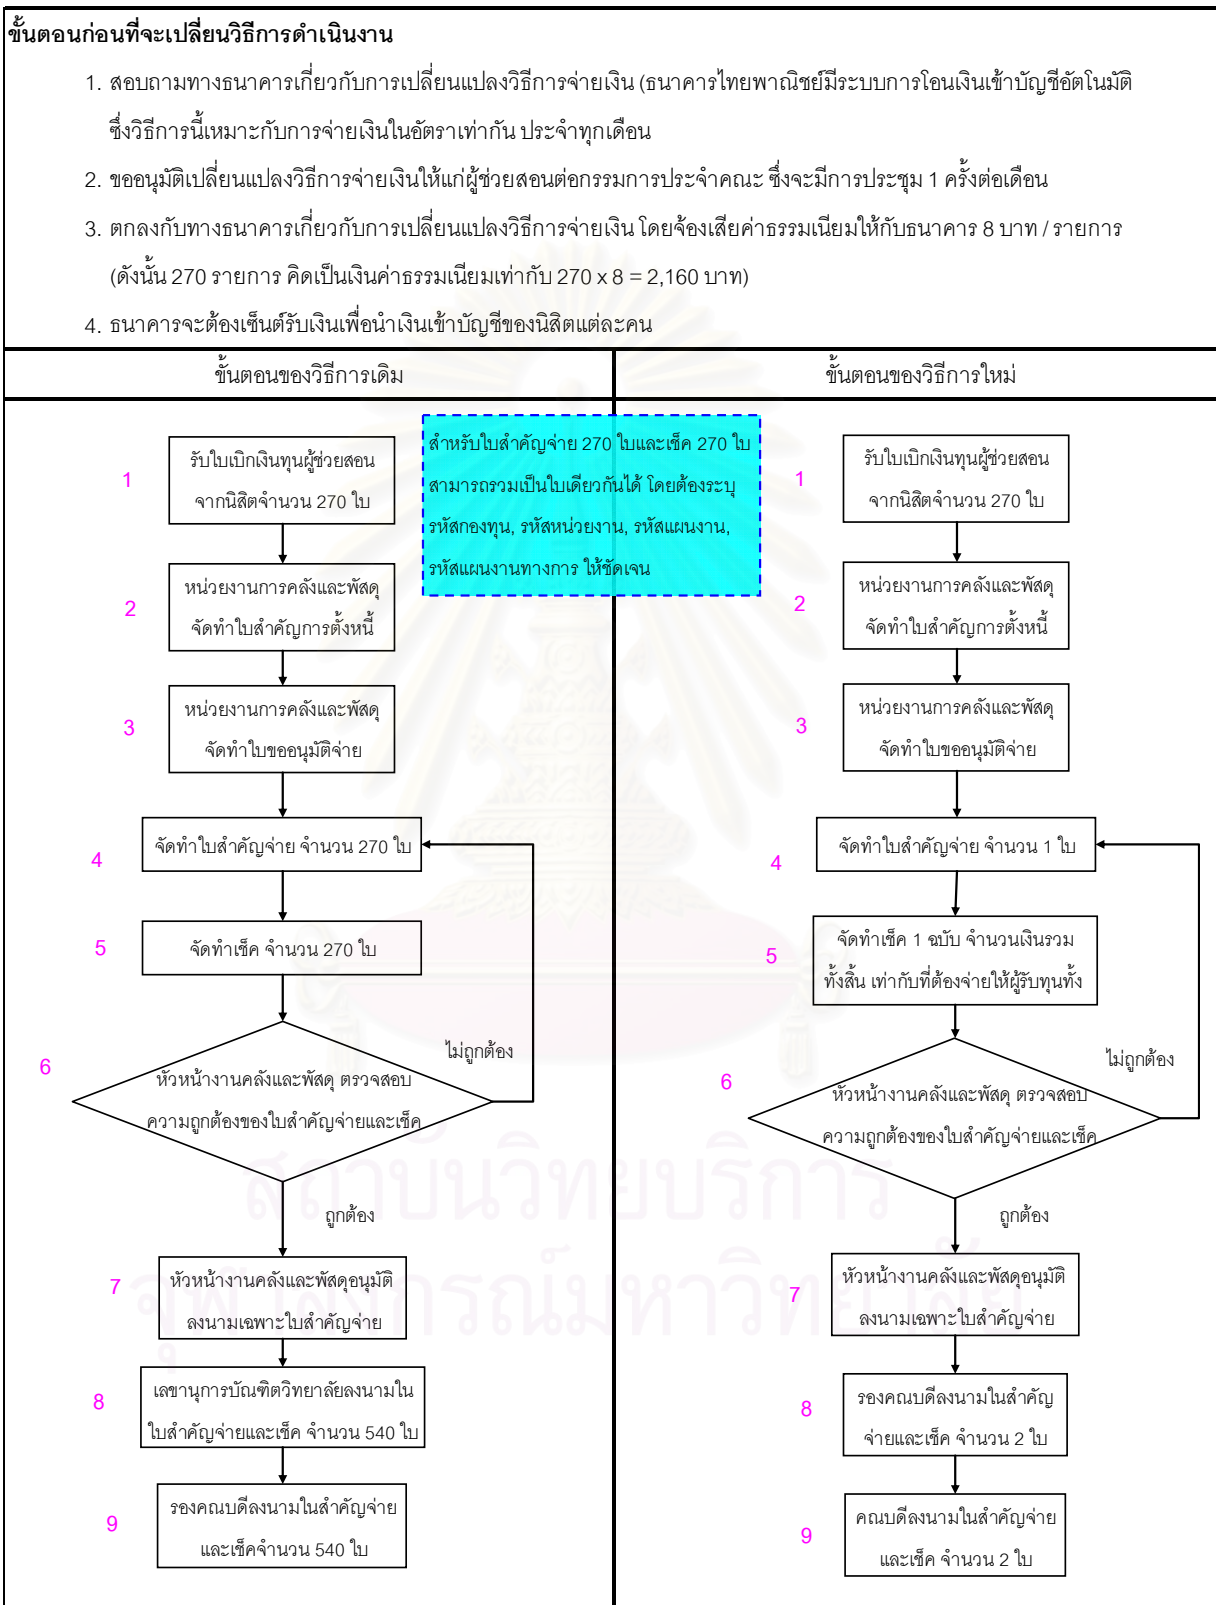 ขั้นตอนก่อนที่จะเปลี่ยนวิธีการดำเนินงาน
1. สอบถามทางธนาคารเกี่ยวกับการเปลี่ยนแปลงวิธีการจ่ายเงิน (ธนาคารไทยพาณิชย์มีระบบการโอนเงินเข้าบัญชีอัตโนมัติ
ซึ่งวิธีการนี้เหมาะกับการจ่ายเงินในอัตราเท่ากัน ประจำทุกเดือน
2. ขออนุมัติเปลี่ยนแปลงวิธีการจ่ายเงินให้แก่ผู้ช่วยสอนต่อกรรมการประจำคณะ ซึ่งจะมีการประชุม 1 ครั้งต่อเดือน
3. ตกลงกับทางธนาคารเกี่ยวกับการเปลี่ยนแปลงวิธีการจ่ายเงิน โดยจ้องเสียค่าธรรมเนียมให้กับธนาคาร 8 บาท / รายการ
(ดังนั้น 270 รายการ คิดเป็นเงินค่าธรรมเนียมเท่ากับ 270 x 8 = 2,160 บาท)
4. ธนาคารจะต้องเซ็นต์รับเงินเพื่อนำเงินเข้าบัญชีของนิสิตแต่ละคน
ขั้นตอนของวิธีการเดิม
1
รับใบเบิกเงินทุนผู้ช่วยสอน
จากนิสิตจำนวน 270 ใบ
2
หน่วยงานการคลังและพัสดุ
จัดทำใบสำคัญการตั้งหนี้
3
หน่วยงานการคลังและพัสดุ
จัดทำใบขออนุมัติจ่าย
4
จัดทำใบสำคัญจ่าย จำนวน 270 ใบ
5
จัดทำเช็ค จำนวน 270 ใบ
6
หัวหน้างานคลังและพัสดุ ตรวจสอบ
ความถูกต้องของใบสำคัญจ่ายและเช็ค
ไม่ถูกต้อง
ถูกต้อง
7
หัวหน้างานคลังและพัสดุอนุมัติ
ลงนามเฉพาะใบสำคัญจ่าย
8
เลขานุการบัณฑิตวิทยาลัยลงนามใน
ใบสำคัญจ่ายและเช็ค จำนวน 540 ใบ
9
รองคณบดีลงนามในสำคัญจ่าย
และเช็คจำนวน 540 ใบ
สำหรับใบสำคัญจ่าย 270 ใบและเช็ค 270 ใบ
สามารถรวมเป็นใบเดียวกันได้ โดยต้องระบุ
รหัสกองทุน, รหัสหน่วยงาน, รหัสแผนงาน,
รหัสแผนงานทางการ ให้ชัดเจน
ขั้นตอนของวิธีการใหม่
1
รับใบเบิกเงินทุนผู้ช่วยสอน
จากนิสิตจำนวน 270 ใบ
2
หน่วยงานการคลังและพัสดุ
จัดทำใบสำคัญการตั้งหนี้
3
หน่วยงานการคลังและพัสดุ
จัดทำใบขออนุมัติจ่าย
4
จัดทำใบสำคัญจ่าย จำนวน 1 ใบ
5
จัดทำเช็ค 1 ฉบับ จำนวนเงินรวม
ทั้งสิ้น เท่ากับที่ต้องจ่ายให้ผู้รับทุนทั้ง
6
หัวหน้างานคลังและพัสดุ ตรวจสอบ
ความถูกต้องของใบสำคัญจ่ายและเช็ค
ไม่ถูกต้อง
ถูกต้อง
7
หัวหน้างานคลังและพัสดุอนุมัติ
ลงนามเฉพาะใบสำคัญจ่าย
8
รองคณบดีลงนามในสำคัญ
จ่ายและเช็ค จำนวน 2 ใบ
9
คณบดีลงนามในสำคัญจ่าย
และเช็ค จำนวน 2 ใบ
สถาบันวิทยบริการ
จุฬาลงกรณ์มหาวิทยาลัย